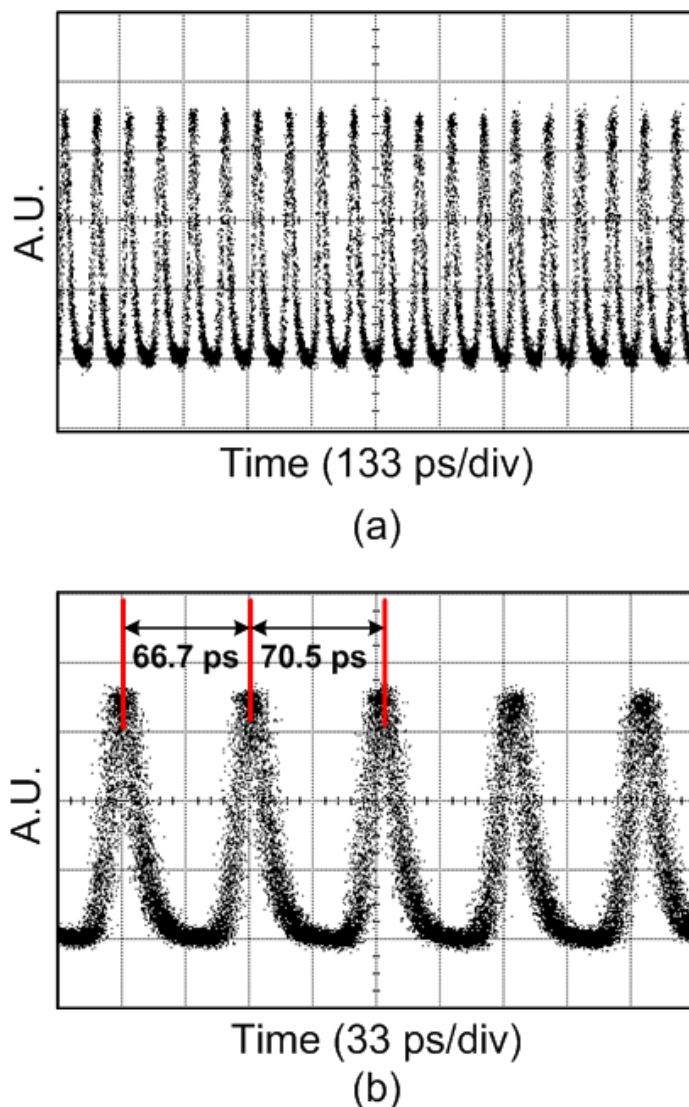 A.U.
Time (133 ps/div)
(a)
66.7 ps 70.5 ps
A.U.
Time (33 ps/div)
(b)